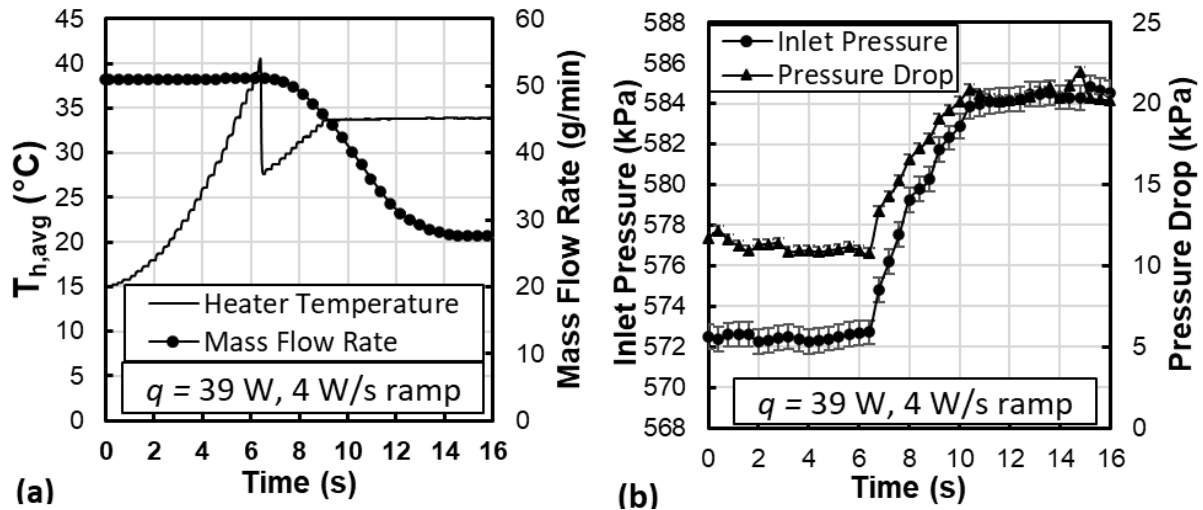 45
40
35
30
25
20
15
10
5
0
T h,avg (°C)
60
50
40
30
20
10
0
Mass Flow Rate (g/min)
Heater Temperature
Mass Flow Rate
q = 39 W, 4 W/s ramp
0 2 4 6 8 10 12 14 16
Time (s)
(a)
588
586
584
582
580
578
576
574
572
570
568
Inlet Pressure (kPa)
Inlet Pressure
Pressure Drop
25
20
15
10
5
0
Pressure Drop (kPa)
q = 39 W, 4 W/s ramp
0 2 4 6 8 10 12 14 16
Time (s)
(b)